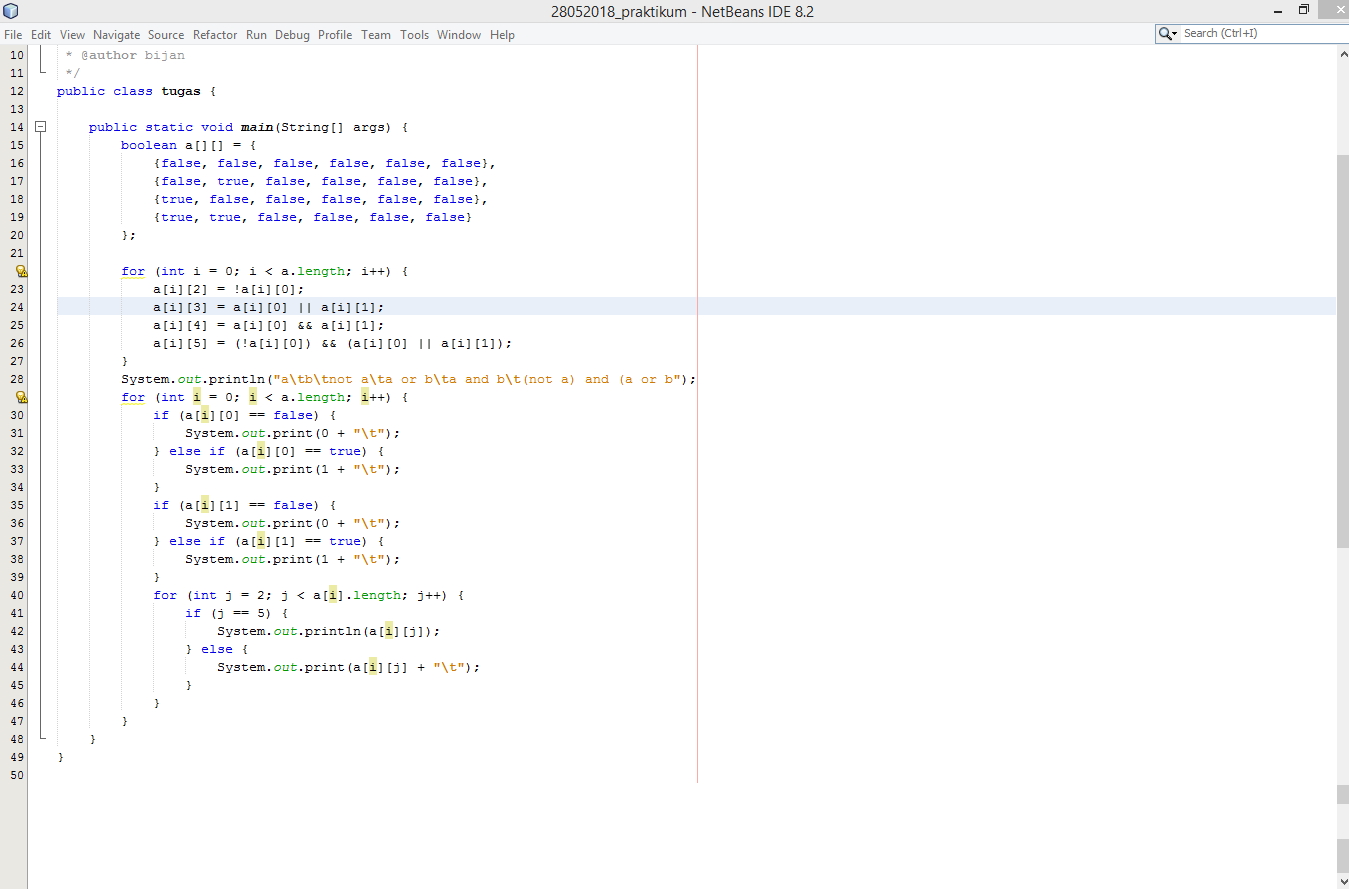 28052018_praktikum - NetBeans IDE 8.2
File Edit View Navigate Source Refactor Run Debug Profile Team Tools Window Help
Search (Ctrl+I)
10 * @author bijan
11 */
12 public class tugas {
13
14 public static void main(String[] args) {
15 boolean a[][] = {
16 {false, false, false, false, false, false},
17 {false, true, false, false, false, false},
18 {true, false, false, false, false, false},
19 {true, true, false, false, false, false}
20 };
21
for (int i = 0; i < a.length; i++) {
23 a[i][2] = !a[i][0];
24 a[i][3] = a[i][0] || a[i][1];
25 a[i][4] = a[i][0] && a[i][1];
26 a[i][5] = (!a[i][0]) && (a[i][0] || a[i][1]);
27 }
28 System.out.println("a\tb\tnot a\ta or b\ta and b\t(not a) and (a or b");
for (int i = 0; i < a.length; i++) {
30 if (a[i][0] == false) {
31 System.out.print(0 + "\t");
32 } else if (a[i][0] == true) {
33 System.out.print(1 + "\t");
34 }
35 if (a[i][1] == false) {
36 System.out.print(0 + "\t");
37 } else if (a[i][1] == true) {
38 System.out.print(1 + "\t");
39 }
40 for (int j = 2; j < a[i].length; j++) {
41 if (j == 5) {
42 System.out.println(a[i][j]);
43 } else {
44 System.out.print(a[i][j] + "\t");
45 }
46 }
47 }
48 }
49 }
50